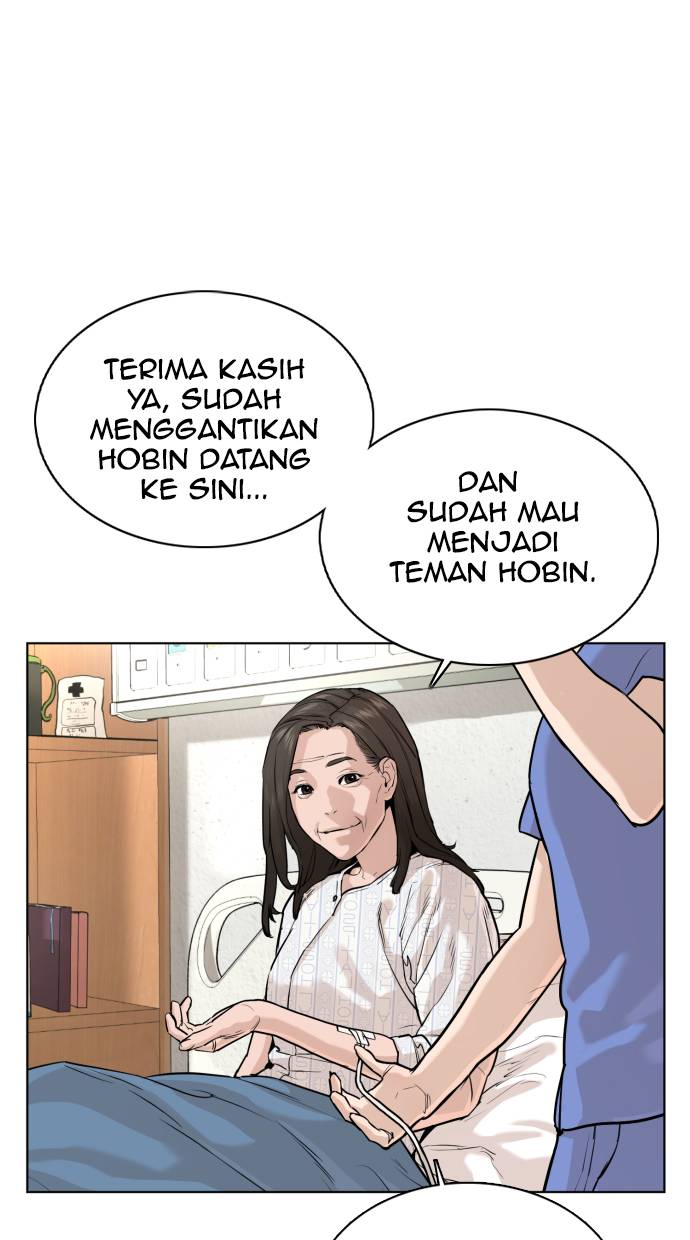 TERIMA KASIH
YA, SUDAH
MENGGANTIKAN
HOBIN DATANG
KE SINI...
DAN
SUDAH MAU
MENJADI
TEMAN HOBIN.